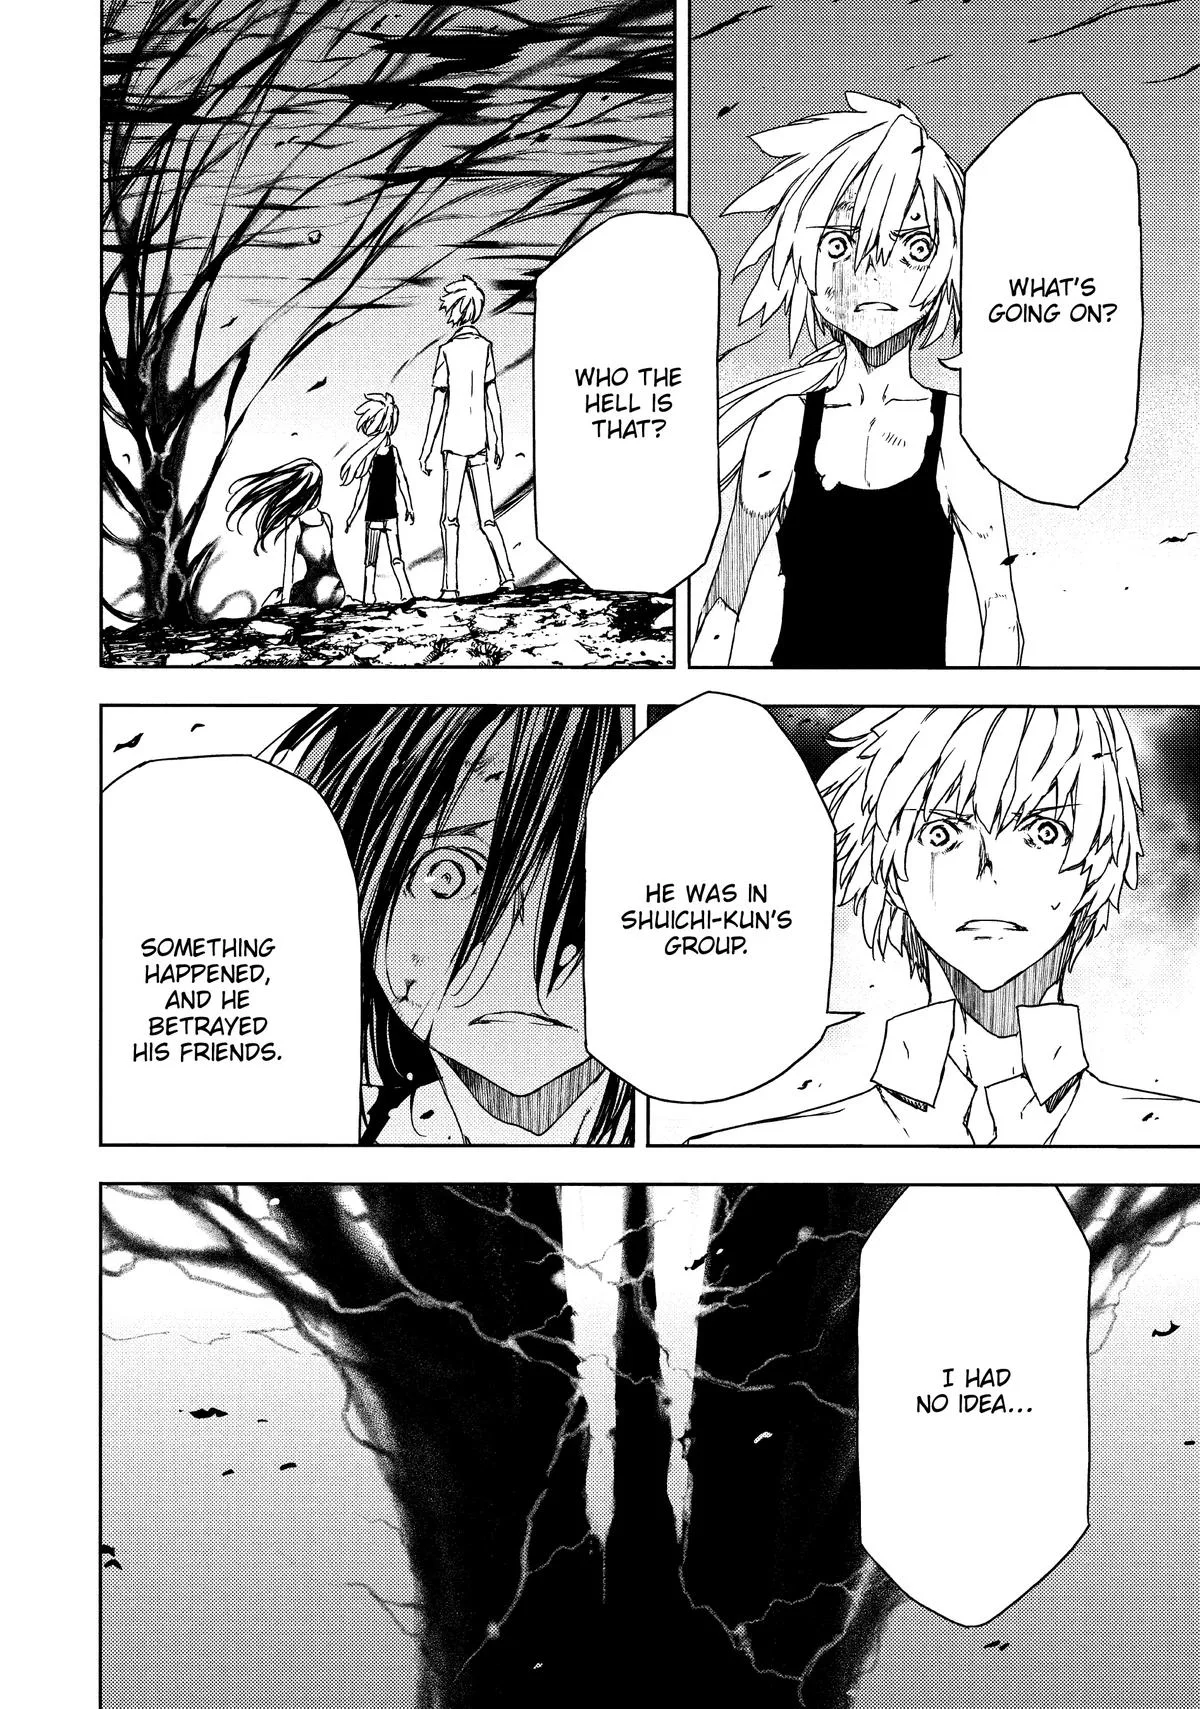 WHAT'S
GOING ON?
WHO THE
HELL IS
THAT?
HE WAS IN
SHUICHI-KUN'S
GROUP.
SOMETHING
HAPPENED,
AND HE
BETRAYED
HIS FRIENDS.
I HAD
NO IDEA...